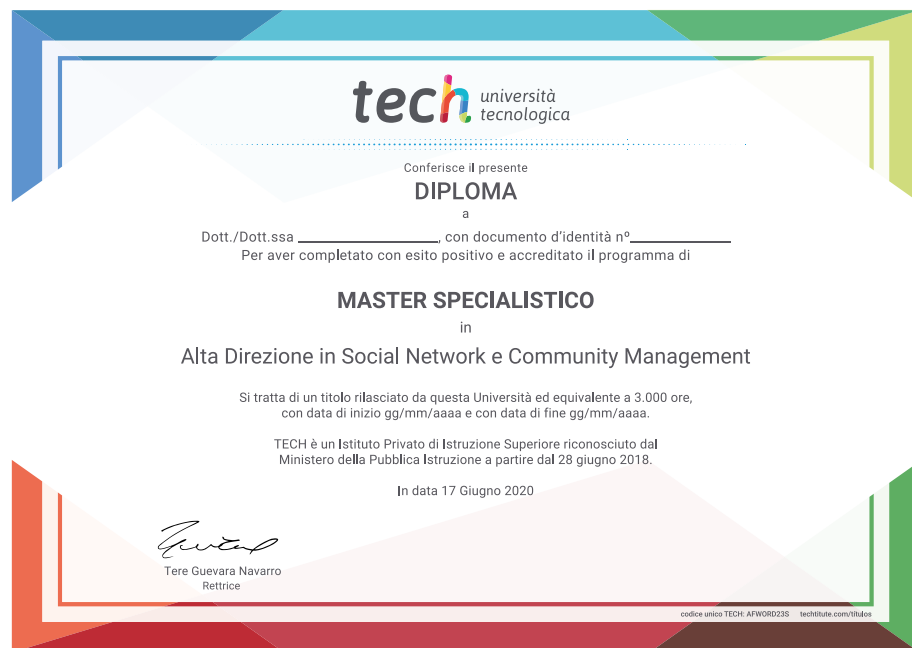 tech università
tecnologica
Conferisce il presente
DIPLOMA
a
Dott./Dott.ssa ____________, con documento d'identità nº_________
Per aver completato con esito positivo e accreditato il programma di
MASTER SPECIALISTICO
in
Alta Direzione in Social Network e Community Management
Si tratta di un titolo rilasciato da questa Università ed equivalente a 3.000 ore,
con data di inizio gg/mm/aaaa e con data di fine gg/mm/aaaa.
TECH è un Istituto Privato di Istruzione Superiore riconosciuto dal
Ministero della Pubblica Istruzione a partire dal 28 giugno 2018.
In data 17 Giugno 2020
Tere Guevara Navarro
Rettrice
codice unico TECH: AFWORD23S techtitute.com/titulos